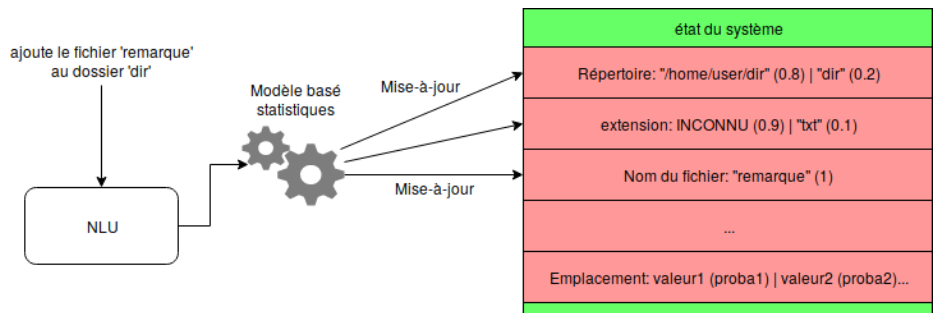 ajoute le fichier 'remarque'
au dossier 'dir'
NLU
Modèle basé
statistiques
Mise-à-jour
Mise-à-jour
état du système
Répertoire: "/home/user/dir" (0.8) | "dir" (0.2)
extension: INCONNU (0.9) | "txt" (0.1)
Nom du fichier: "remarque" (1)
...
Emplacement: valeur1 (proba1) | valeur2 (proba2)...